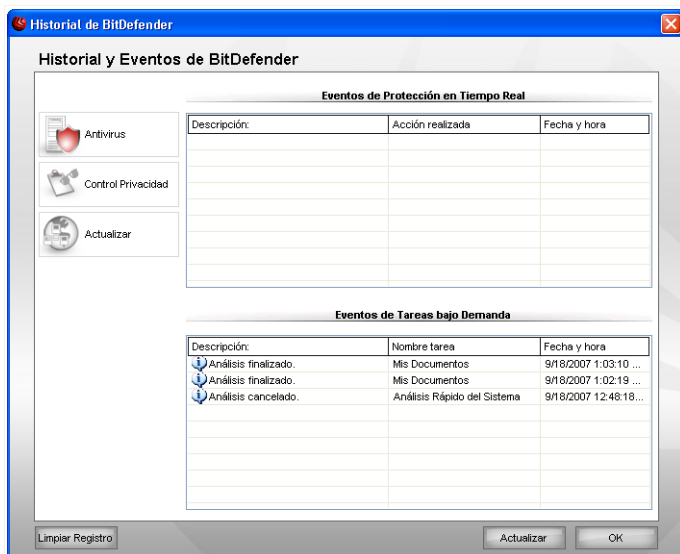 Historial de BitDefender
Historial y Eventos de BitDefender
Antivirus
Control Privacidad
Actualizar
Eventos de Protección en Tiempo Real
Descripción: Acción realizada Fecha y hora
Eventos de Tareas bajo Demanda
Descripción: Nombre tarea Fecha y hora
Análisis finalizado. Mis Documentos 9/18/2007 1:03:10 ...
Análisis finalizado. Mis Documentos 9/18/2007 1:02:19 ...
Análisis cancelado. Análisis Rápido del Sistema 9/18/2007 12:48:18...
Limpiar Registro Actualizar OK